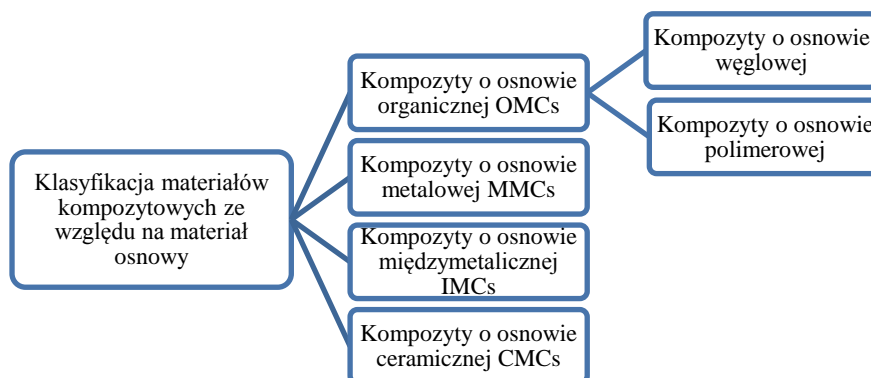 Klasyfikacja materiałów
kompozytowych ze
względu na materiał
osnowy
Kompozyty o osnowie
organicznej OMCs
Kompozyty o osnowie
węglowej
Kompozyty o osnowie
polimerowej
Kompozyty o osnowie
metalowej MMCs
Kompozyty o osnowie
międzymetalicznej
IMCs
Kompozyty o osnowie
ceramicznej CMCs